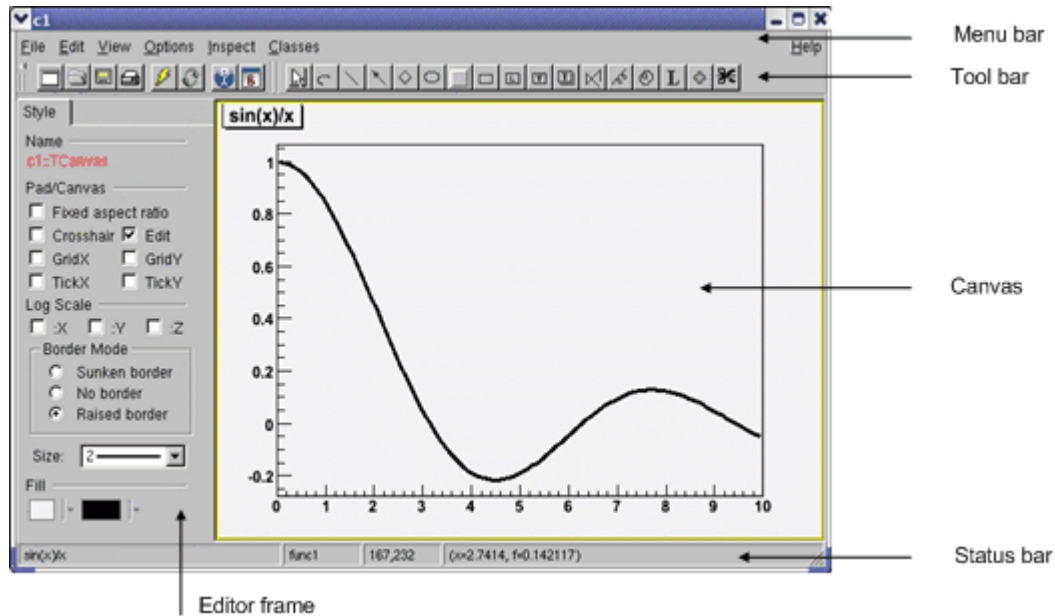 c1
File Edit View Options Inspect Classes Help
Menu bar
Tool bar
Style
Name
c1::TCanvas
Pad/Canvas
Fixed aspect ratio
Crosshair Edit
GridX GridY
TickX TickY
Log Scale
:X :Y :Z
Border Mode
Sunken border
No border
Raised border
Size: 2
Fill
sin(x)/x
1
0.8
0.6
0.4
0.2
0
-0.2
0 1 2 3 4 5 6 7 8 9 10
Canvas
sin(x)/x func1 167,232 (x=2.7414, f=0.142117)
Status bar
Editor frame